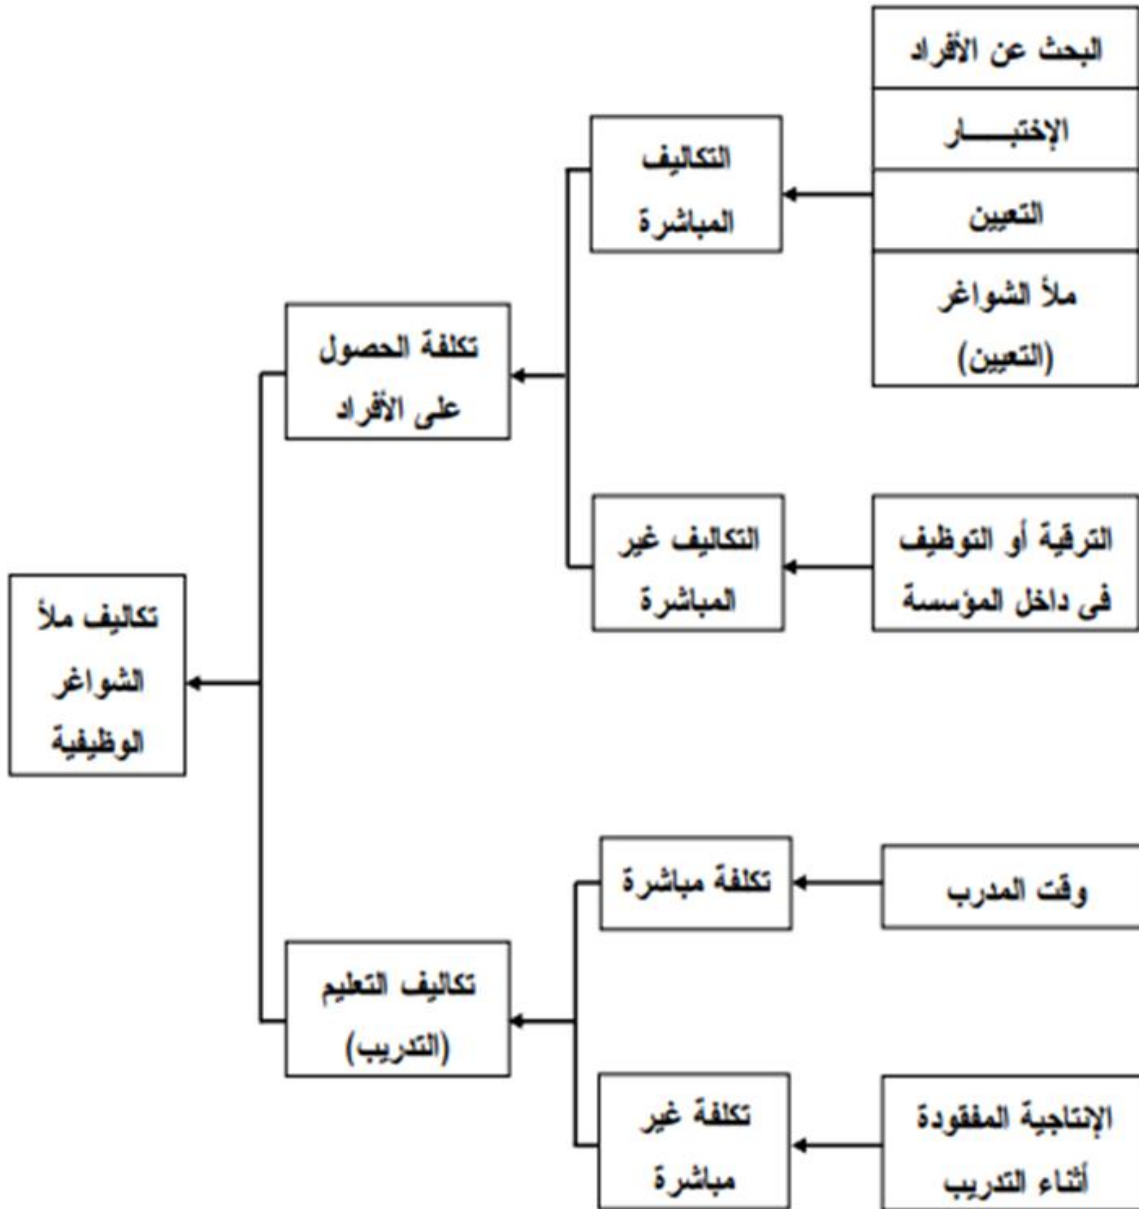 البحث عن الأفراد
الإختبـــــار
التعيين
ملأ الشواغر
(التعيين)
التكاليف
المباشرة
تكلفة الحصول
على الأفراد
التكاليف غير
المباشرة
الترقية أو التوظيف
فى داخل المؤسسة
تكاليف ملأ
الشواغر
الوظيفية
تكلفة مباشرة
وقت المدرب
تكاليف التعليم
(التدريب)
تكلفة غير
مباشرة
الإنتاجية المفقودة
أثناء التدريب